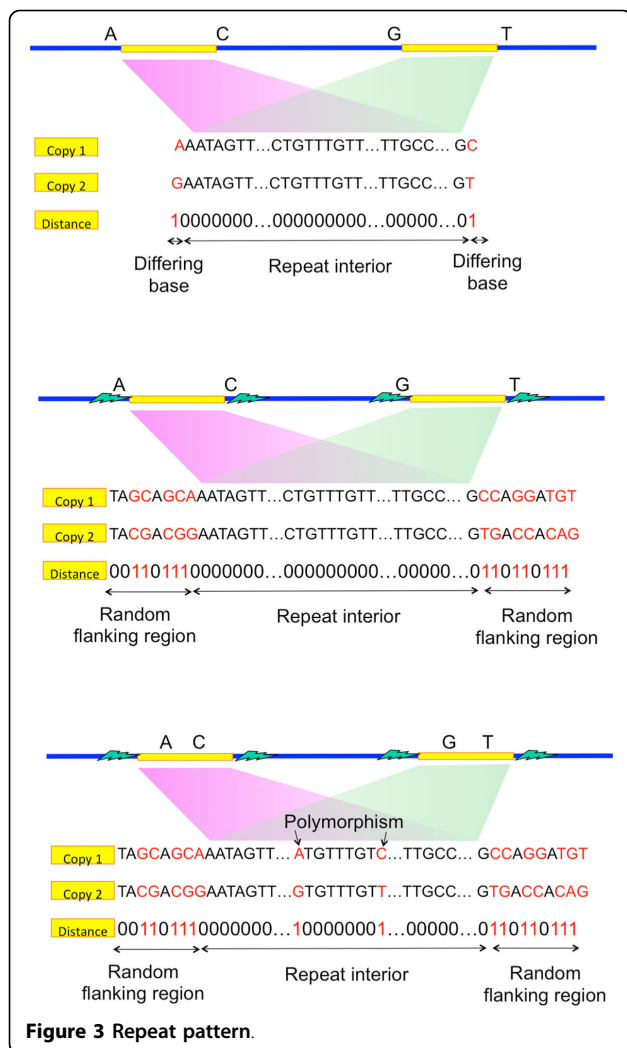 A C G T
Copy 1 AAATAGTT...CTGTTTGTT...TTGCC... GC
Copy 2 GAATAGTT...CTGTTTGTT...TTGCC... GT
Distance 10000000...000000000...00000...01
Differing base
Repeat interior
Differing base
A C G T
Copy 1 TAGCAGCAAATAGTT...CTGTTTGTT...TTGCC... GCCAGGATGT
Copy 2 TACGACGGAATAGTT...CTGTTTGTT...TTGCC... GTGACCACAG
Distance 001101110000000...000000000...00000...0110110111
Random flanking region
Repeat interior
Random flanking region
A C G T
Polymorphism
Copy 1 TAGCAGCAAATAGTT...ATGTTTGTC...TTGCC... GCCAGGATGT
Copy 2 TACGACGGAATAGTT...GTGTTTGTT...TTGCC... GTGACCACAG
Distance 001101110000000...100000001...00000...0110110111
Random flanking region
Repeat interior
Random flanking region
Figure 3 Repeat pattern.